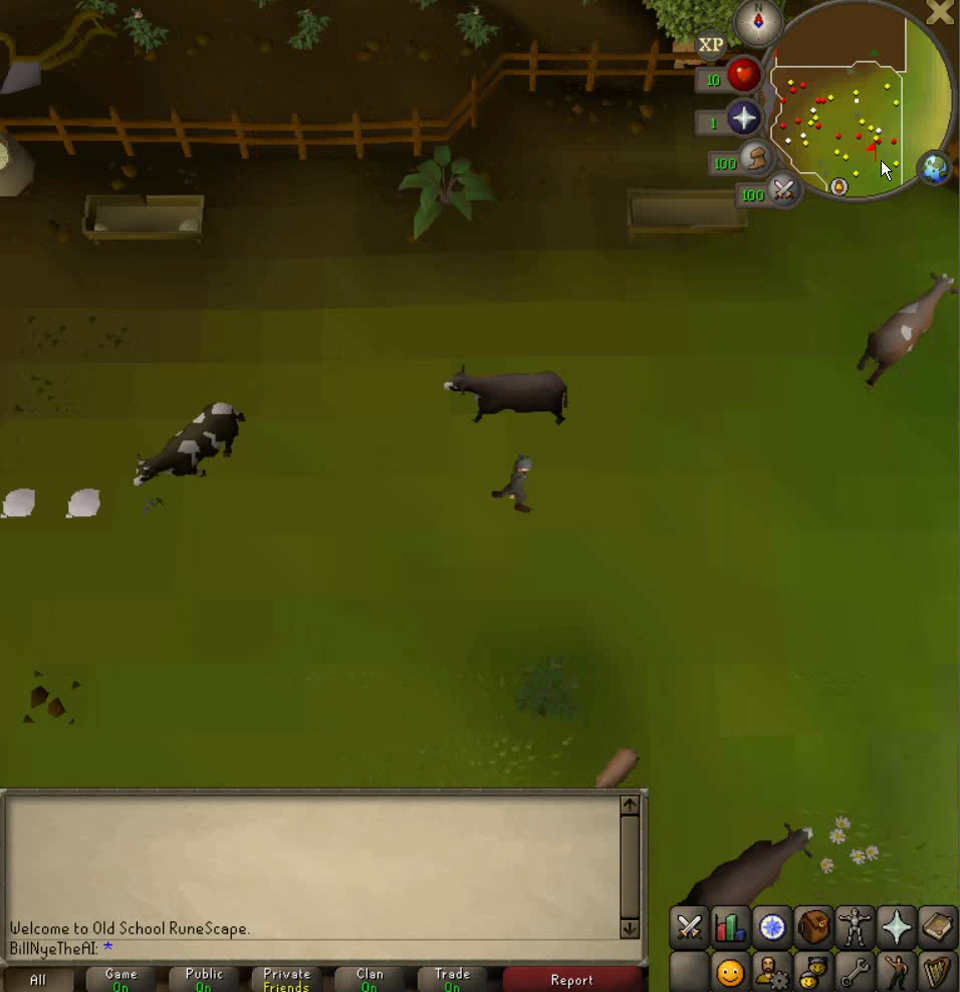 N
XP
10
1
100
100
Welcome to Old School RuneScape.
BillNyeTheAI: *
All
Game
On
Public
On
Private
Friends
Clan
On
Trade
On
Report